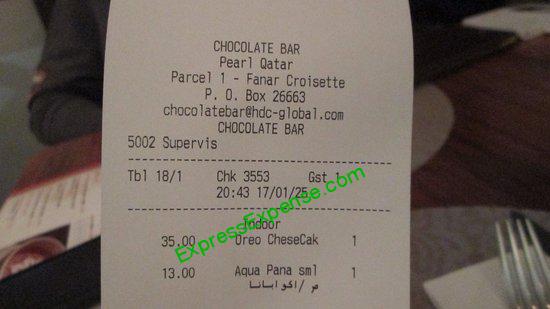 CHOCOLATE BAR
Pearl Qatar
Parcel 1 - Fanar Croisette
P. O. Box 26663
chocolatebar@hdc-global.com
CHOCOLATE BAR
5002 Supervis
Tbl 18/1 Chk 3553 Gst 1
20:43 17/01/25
ExpressExpense.com
Indoor
35.00 Oreo CheseCak 1
13.00 Aqua Pana sml 1
ص /اكوابانا